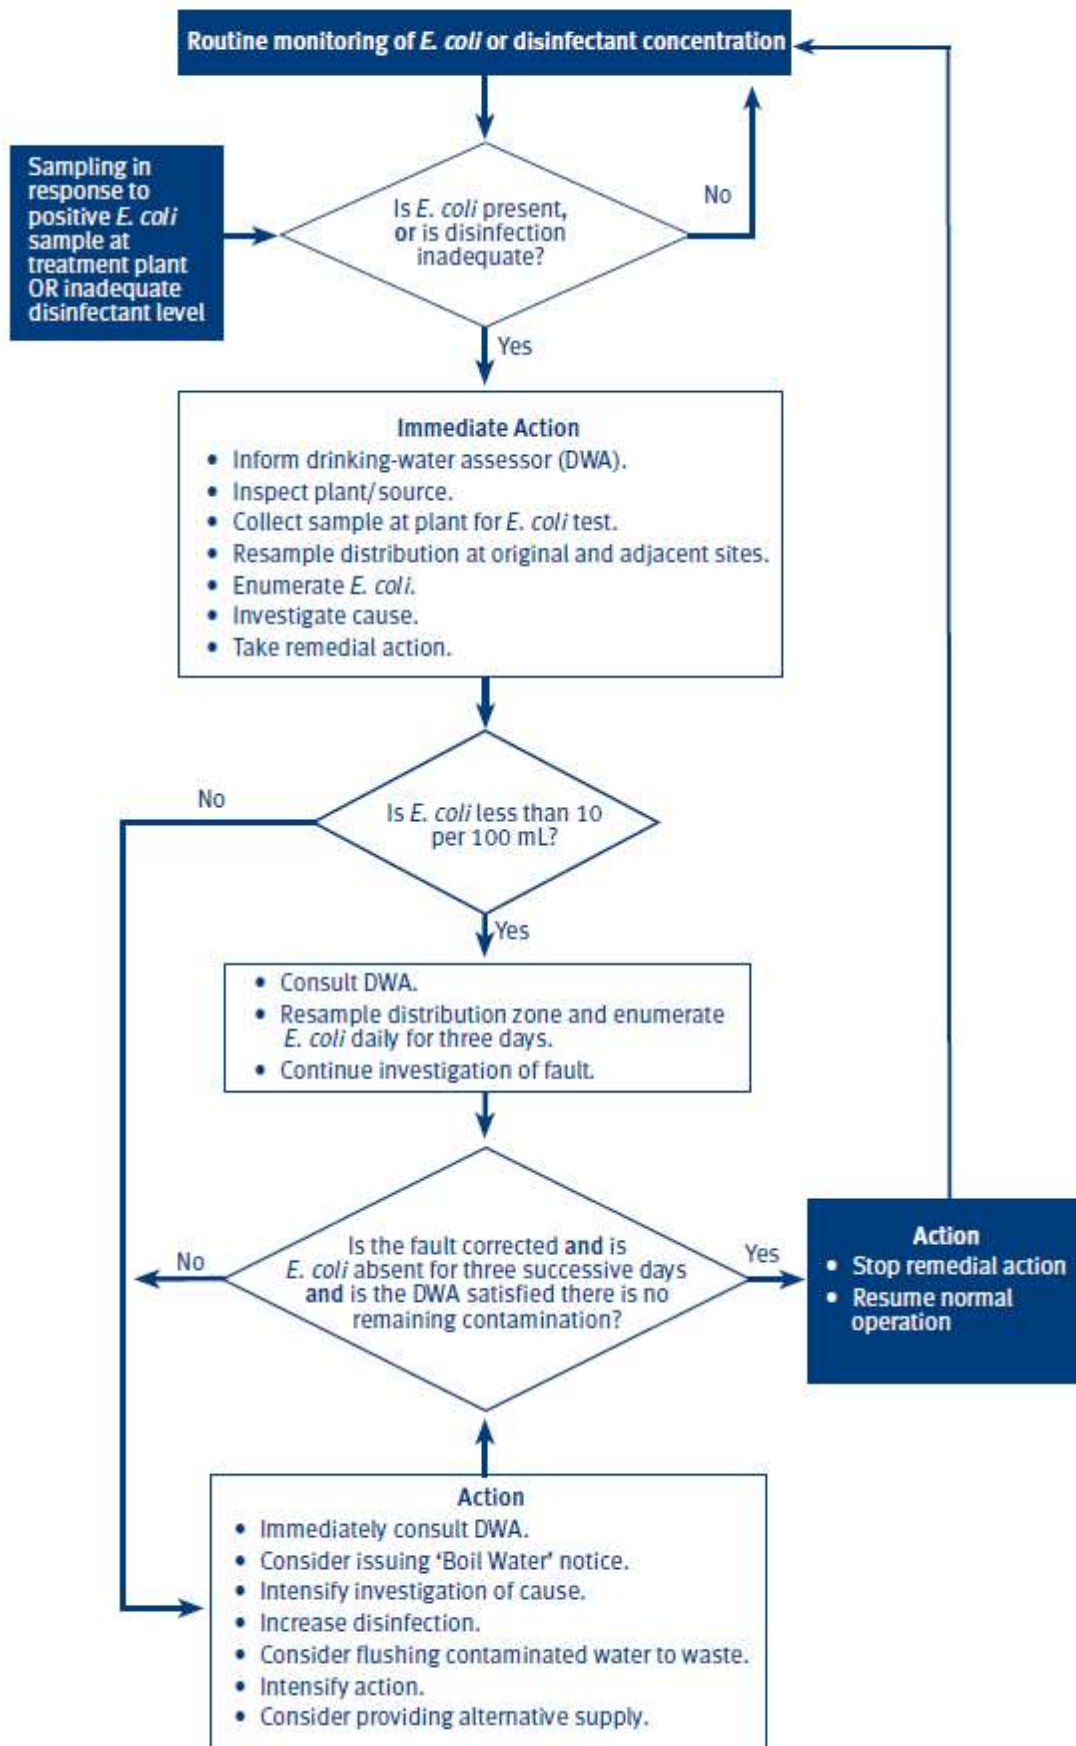 Routine monitoring of E. coli or disinfectant concentration
Sampling in
response to
positive E. coli
sample at
treatment plant
OR inadequate
disinfectant level
Is E. coli present,
or is disinfection
inadequate?
No
Yes
Immediate Action
• Inform drinking-water assessor (DWA).
• Inspect plant/source.
• Collect sample at plant for E. coli test.
• Resample distribution at original and adjacent sites.
• Enumerate E. coli.
• Investigate cause.
• Take remedial action.
No
Is E. coli less than 10
per 100 mL?
Yes
• Consult DWA.
• Resample distribution zone and enumerate
E. coli daily for three days.
• Continue investigation of fault.
No
Is the fault corrected and is
E. coli absent for three successive days
and is the DWA satisfied there is no
remaining contamination?
Yes
Action
• Stop remedial action
• Resume normal
operation
Action
• Immediately consult DWA.
• Consider issuing ‘Boil Water’ notice.
• Intensify investigation of cause.
• Increase disinfection.
• Consider flushing contaminated water to waste.
• Intensify action.
• Consider providing alternative supply.